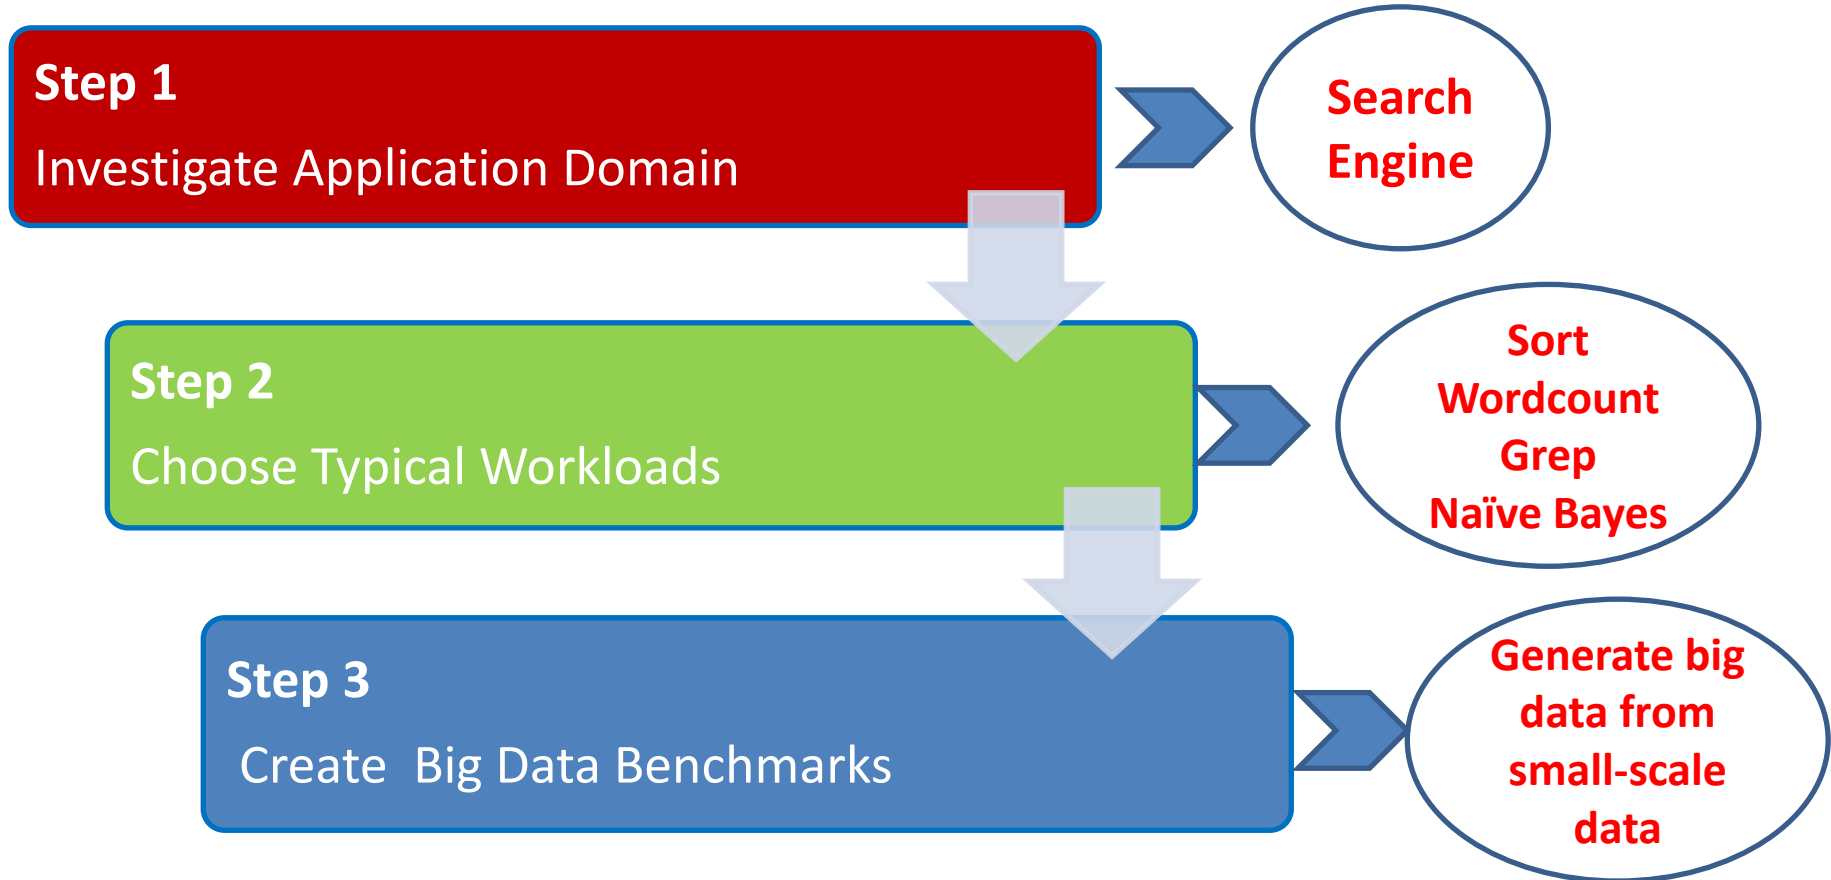 Step 1
Investigate Application Domain
Search
Engine
Step 2
Choose Typical Workloads
Sort
Wordcount
Grep
Naïve Bayes
Step 3
Create Big Data Benchmarks
Generate big
data from
small-scale
data